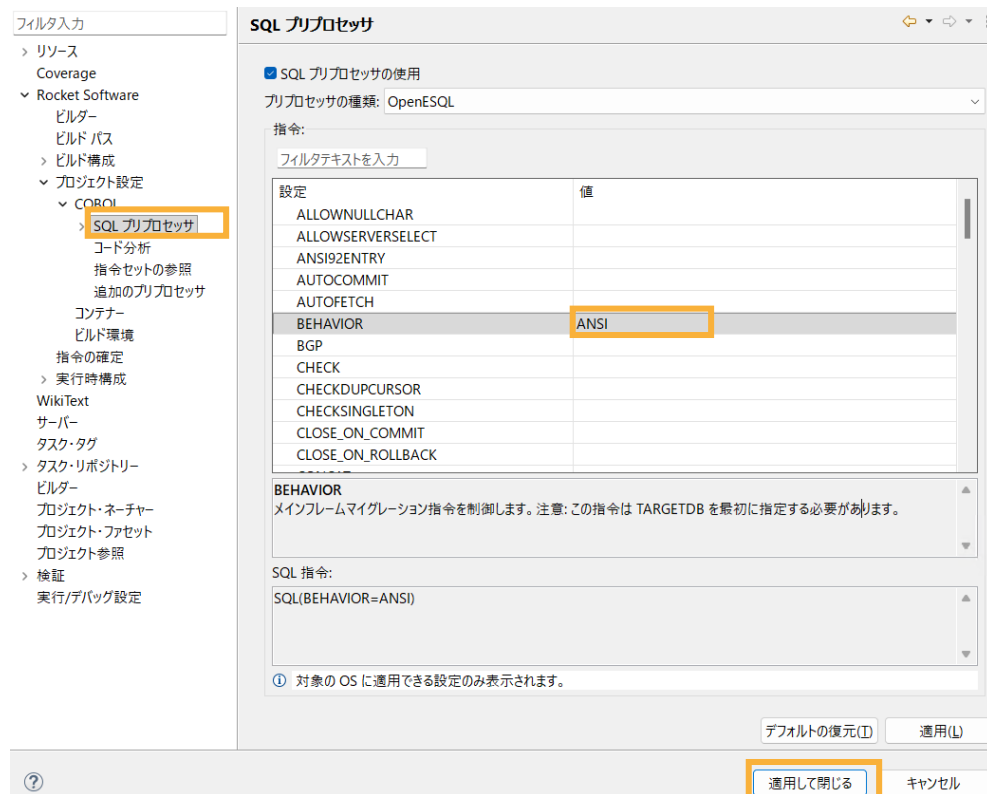 フィルタ入力
リソース
Coverage
Rocket Software
ビルダー
ビルド パス
ビルド構成
プロジェクト設定
COBOL
SQL プリプロセッサ
コード分析
指令セットの参照
追加のプリプロセッサ
コンテナー
ビルド環境
指令の確定
実行時構成
WikiText
サーバー
タスク・タグ
タスク・リポジトリー
ビルダー
プロジェクト・ネーチャー
プロジェクト・ファセット
プロジェクト参照
検証
実行/デバッグ設定
SQL プリプロセッサ
SQL プリプロセッサの使用
プリプロセッサの種類: OpenESQL
指令:
フィルタテキストを入力
設定 値
ALLOWNULLCHAR
ALLOWSERVERSELECT
ANSI92ENTRY
AUTOCOMMIT
AUTOFETCH
BEHAVIOR ANSI
BGP
CHECK
CHECKDUPCURSOR
CHECKSINGLETON
CLOSE_ON_COMMIT
CLOSE_ON_ROLLBACK
BEHAVIOR
メインフレームマイグレーション指令を制御します。注意: この指令は TARGETDB を最初に指定する必要があります。
SQL 指令:
SQL(BEHAVIOR=ANSI)
対象の OS に適用できる設定のみ表示されます。
デフォルトの復元(T) 適用(L)
適用して閉じる キャンセル